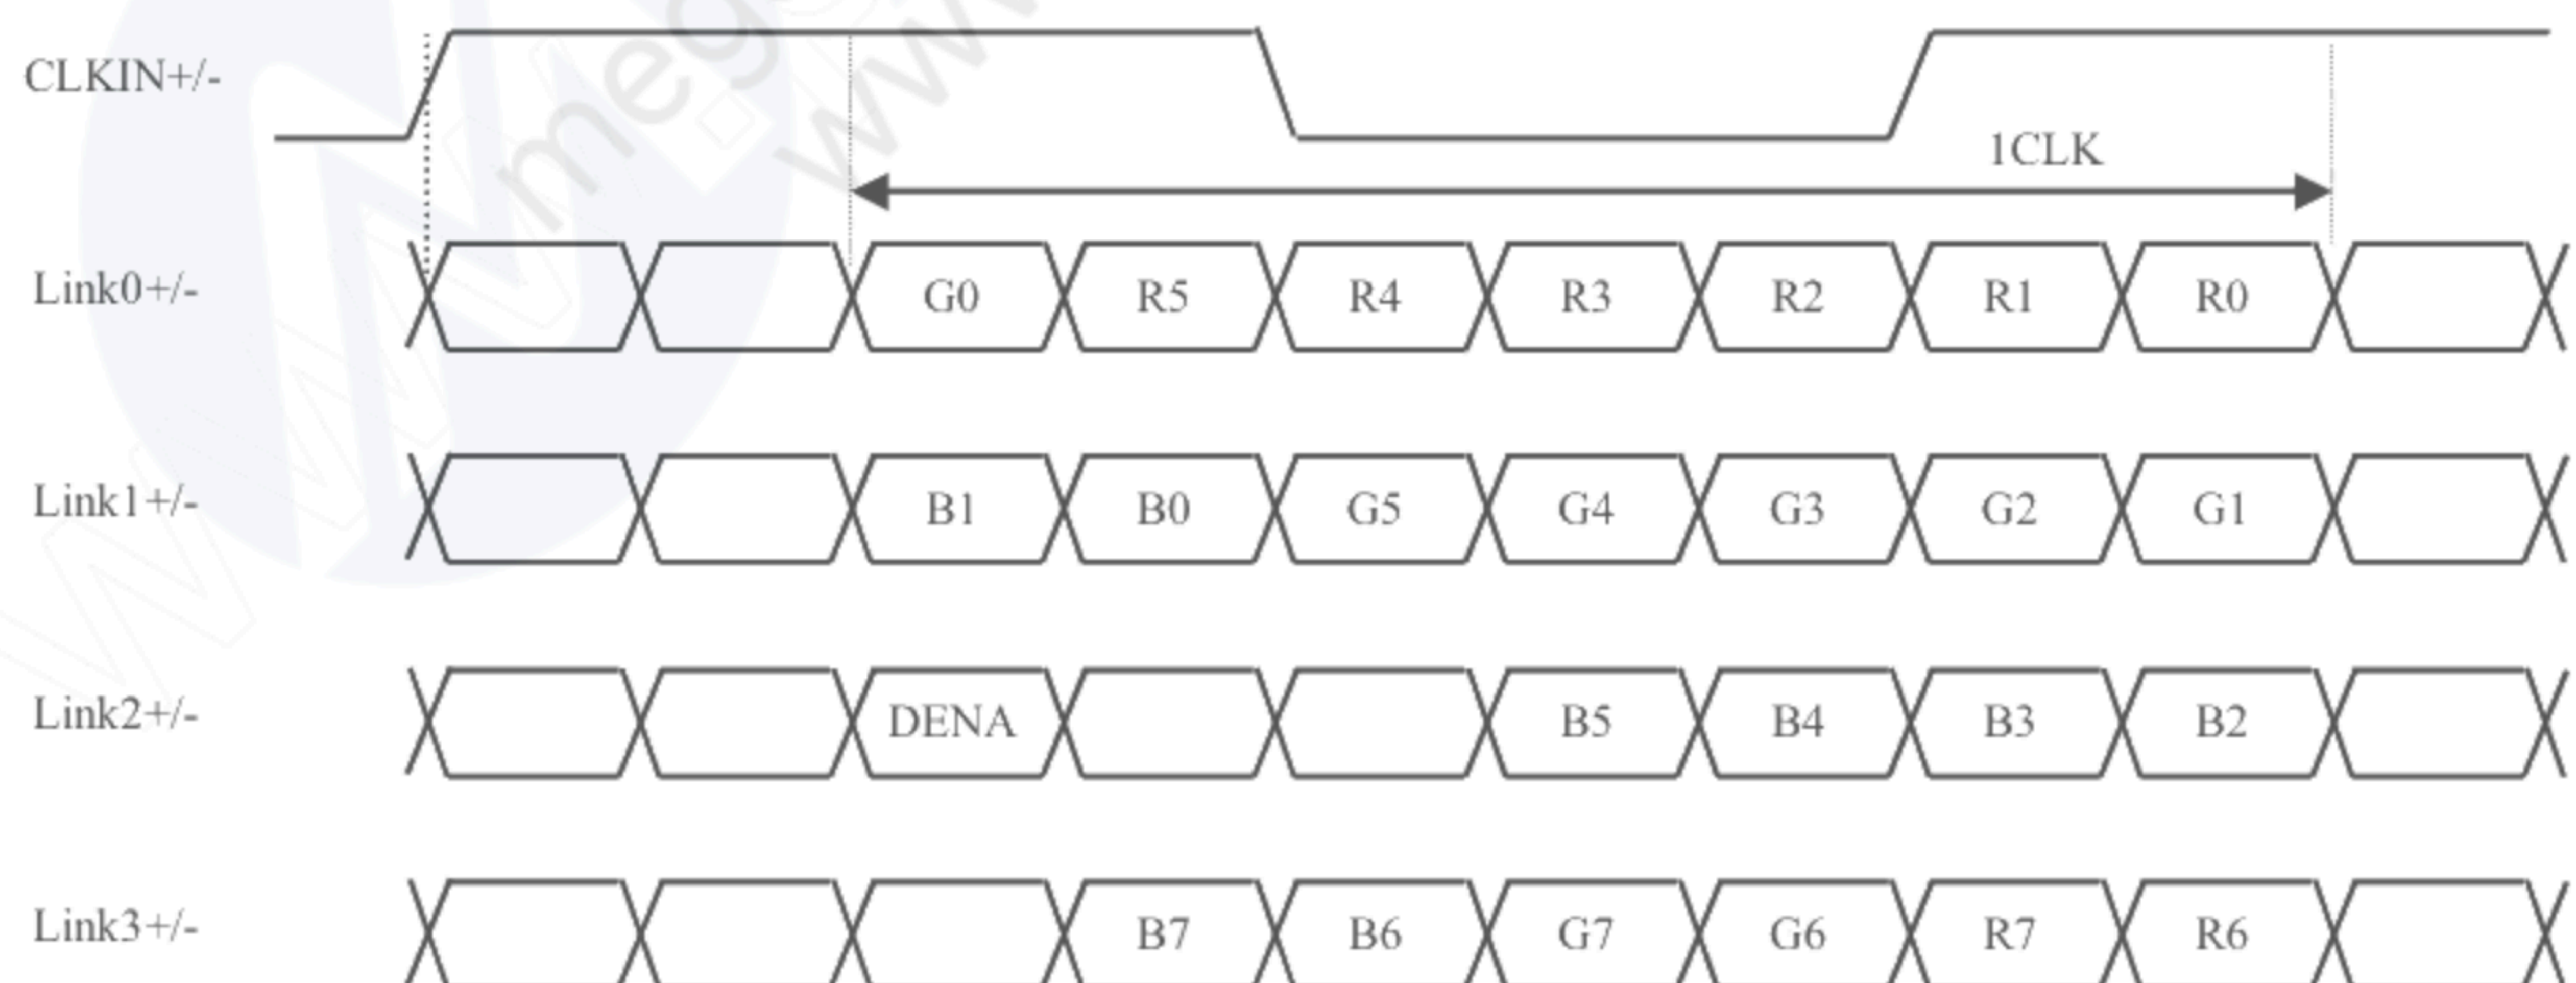 CLKIN+/-
1CLK
Link0+/- G0 R5 R4 R3 R2 R1 R0
Link1+/- B1 B0 G5 G4 G3 G2 G1
Link2+/- DENA B5 B4 B3 B2
Link3+/- B7 B6 G7 G6 R7 R6